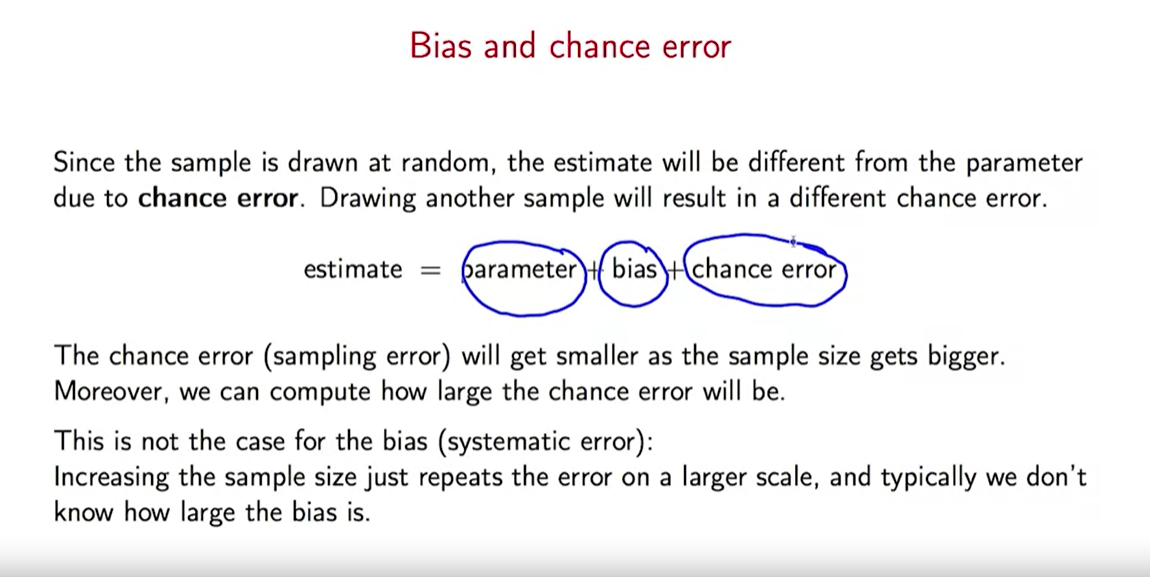 Bias and chance error
Since the sample is drawn at random, the estimate will be different from the parameter
due to chance error. Drawing another sample will result in a different chance error.
estimate = parameter + bias + chance error
The chance error (sampling error) will get smaller as the sample size gets bigger.
Moreover, we can compute how large the chance error will be.
This is not the case for the bias (systematic error):
Increasing the sample size just repeats the error on a larger scale, and typically we don't
know how large the bias is.